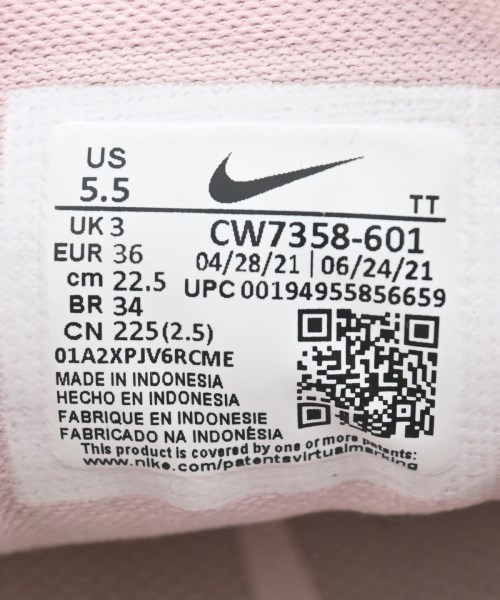 US
5.5
TT
UK 3
EUR 36
cm 22.5
BR 34
CN 225(2.5)
CW7358-601
04/28/21 | 06/24/21
UPC 00194955856659
01A2XPJV6RCME
MADE IN INDONESIA
HECHO EN INDONESIA
FABRIQUE EN INDONESIE
FABRICADO NA INDONÊSIA
This product is covered by one or more patents:
www.nike.com/patentsvirtualmarking